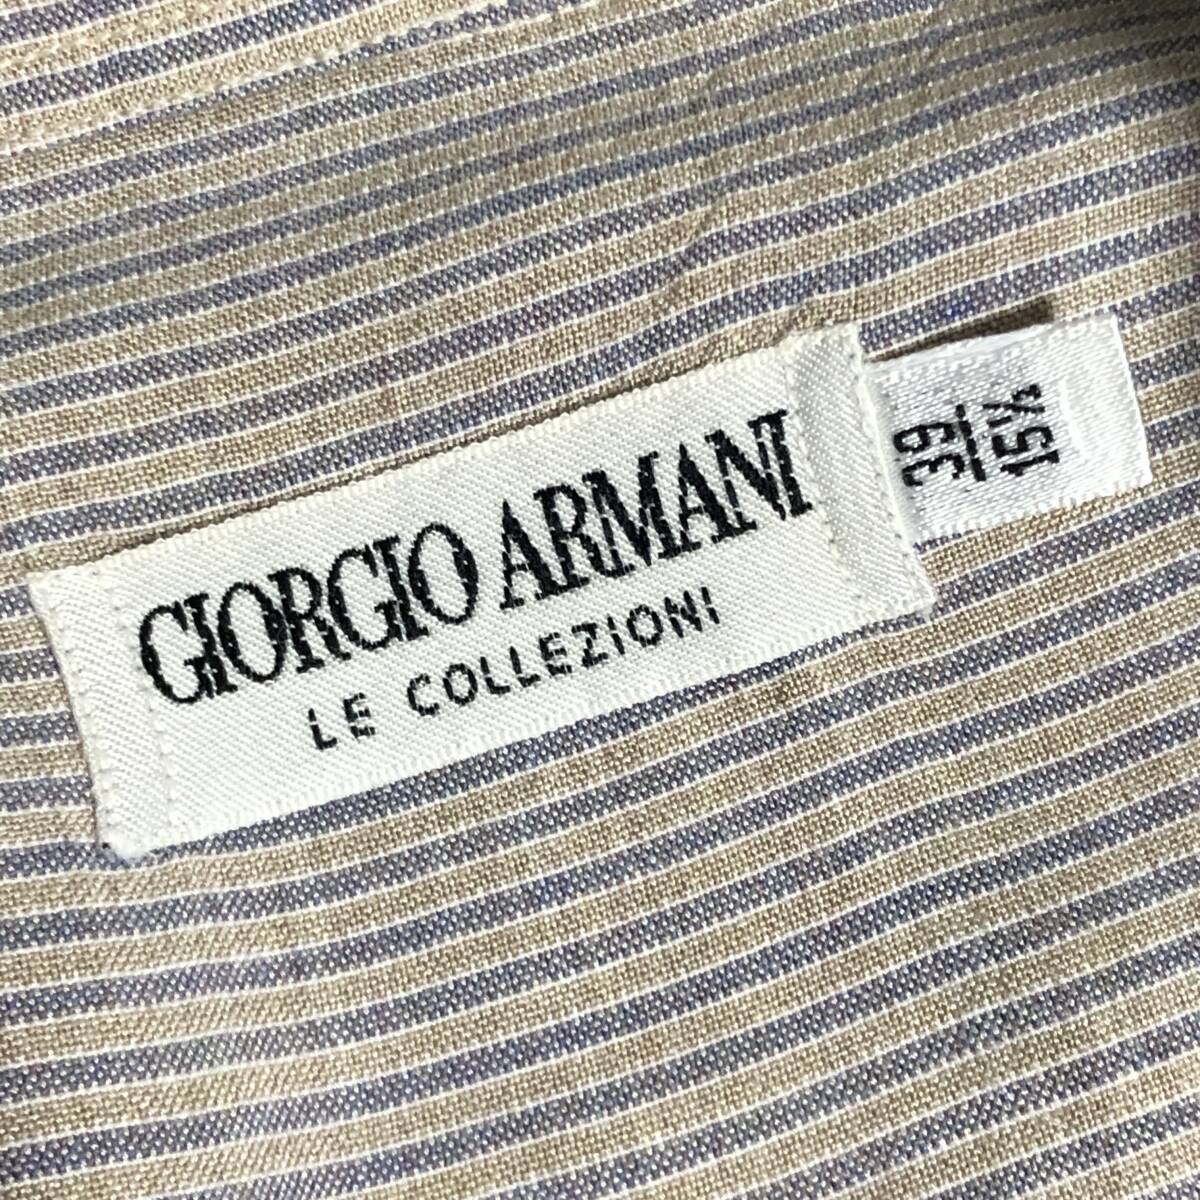 GIORGIO ARMANI
LE COLLEZIONI
39
15½